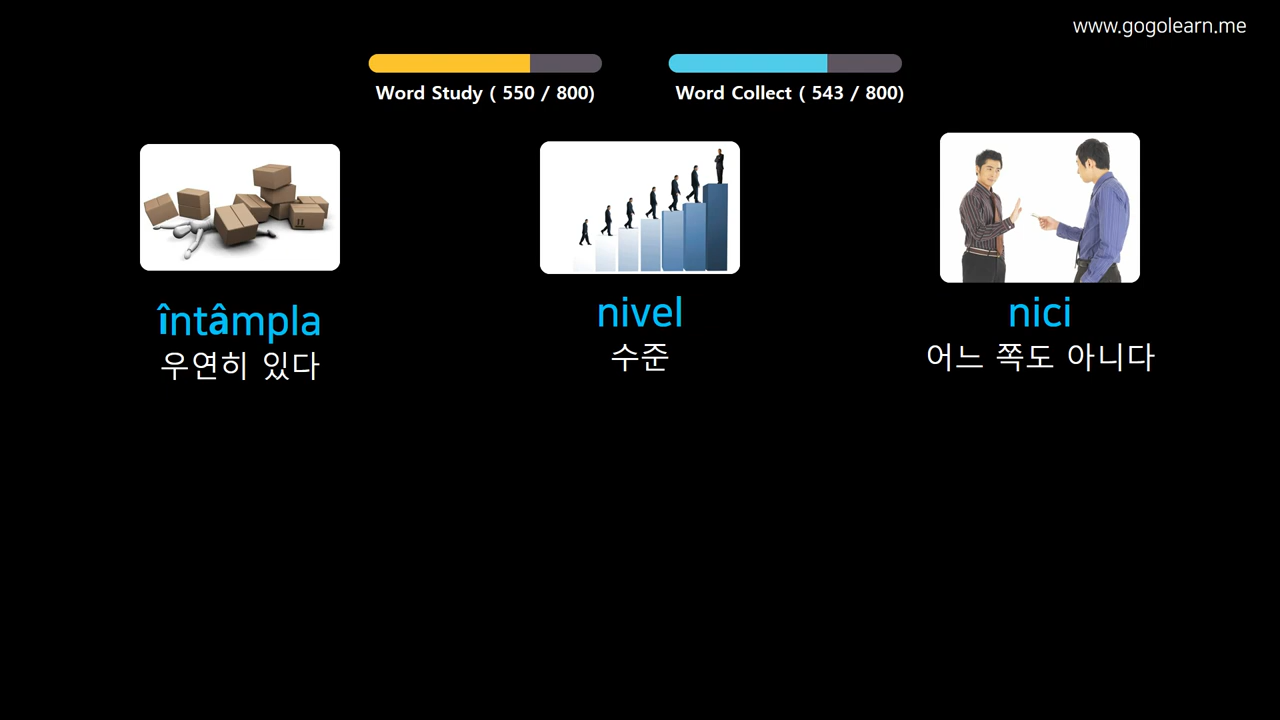 www.gogolearn.me
Word Study ( 550 / 800)
Word Collect ( 543 / 800)
întâmpla
우연히 있다
nivel
수준
nici
어느 쪽도 아니다